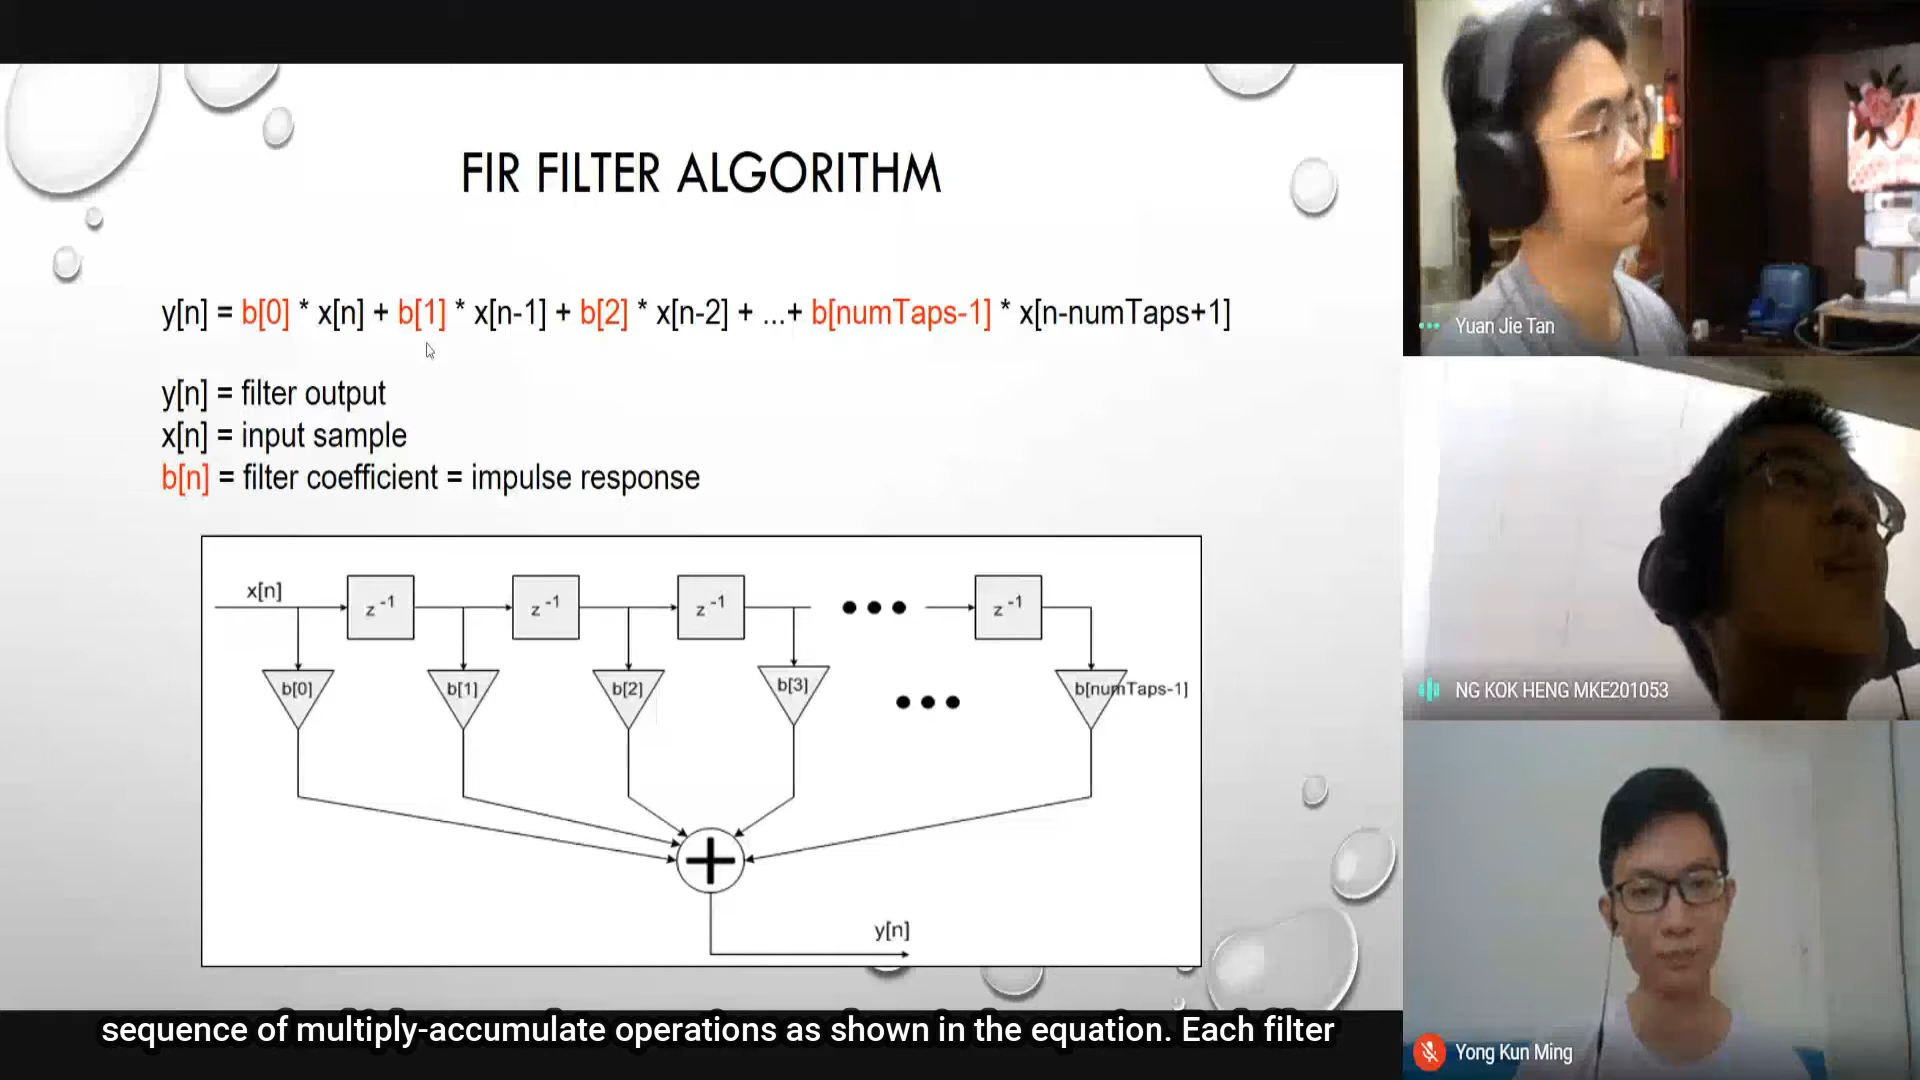 FIR FILTER ALGORITHM
y[n] = b[0] * x[n] + b[1] * x[n-1] + b[2] * x[n-2] + ...+ b[numTaps-1] * x[n-numTaps+1]
y[n] = filter output
x[n] = input sample
b[n] = filter coefficient = impulse response
x[n]
z -1
z -1
z -1
z -1
b[0]
b[1]
b[2]
b[3]
b[numTaps-1]
y[n]
sequence of multiply-accumulate operations as shown in the equation. Each filter
Yuan Jie Tan
NG KOK HENG MKE201053
Yong Kun Ming